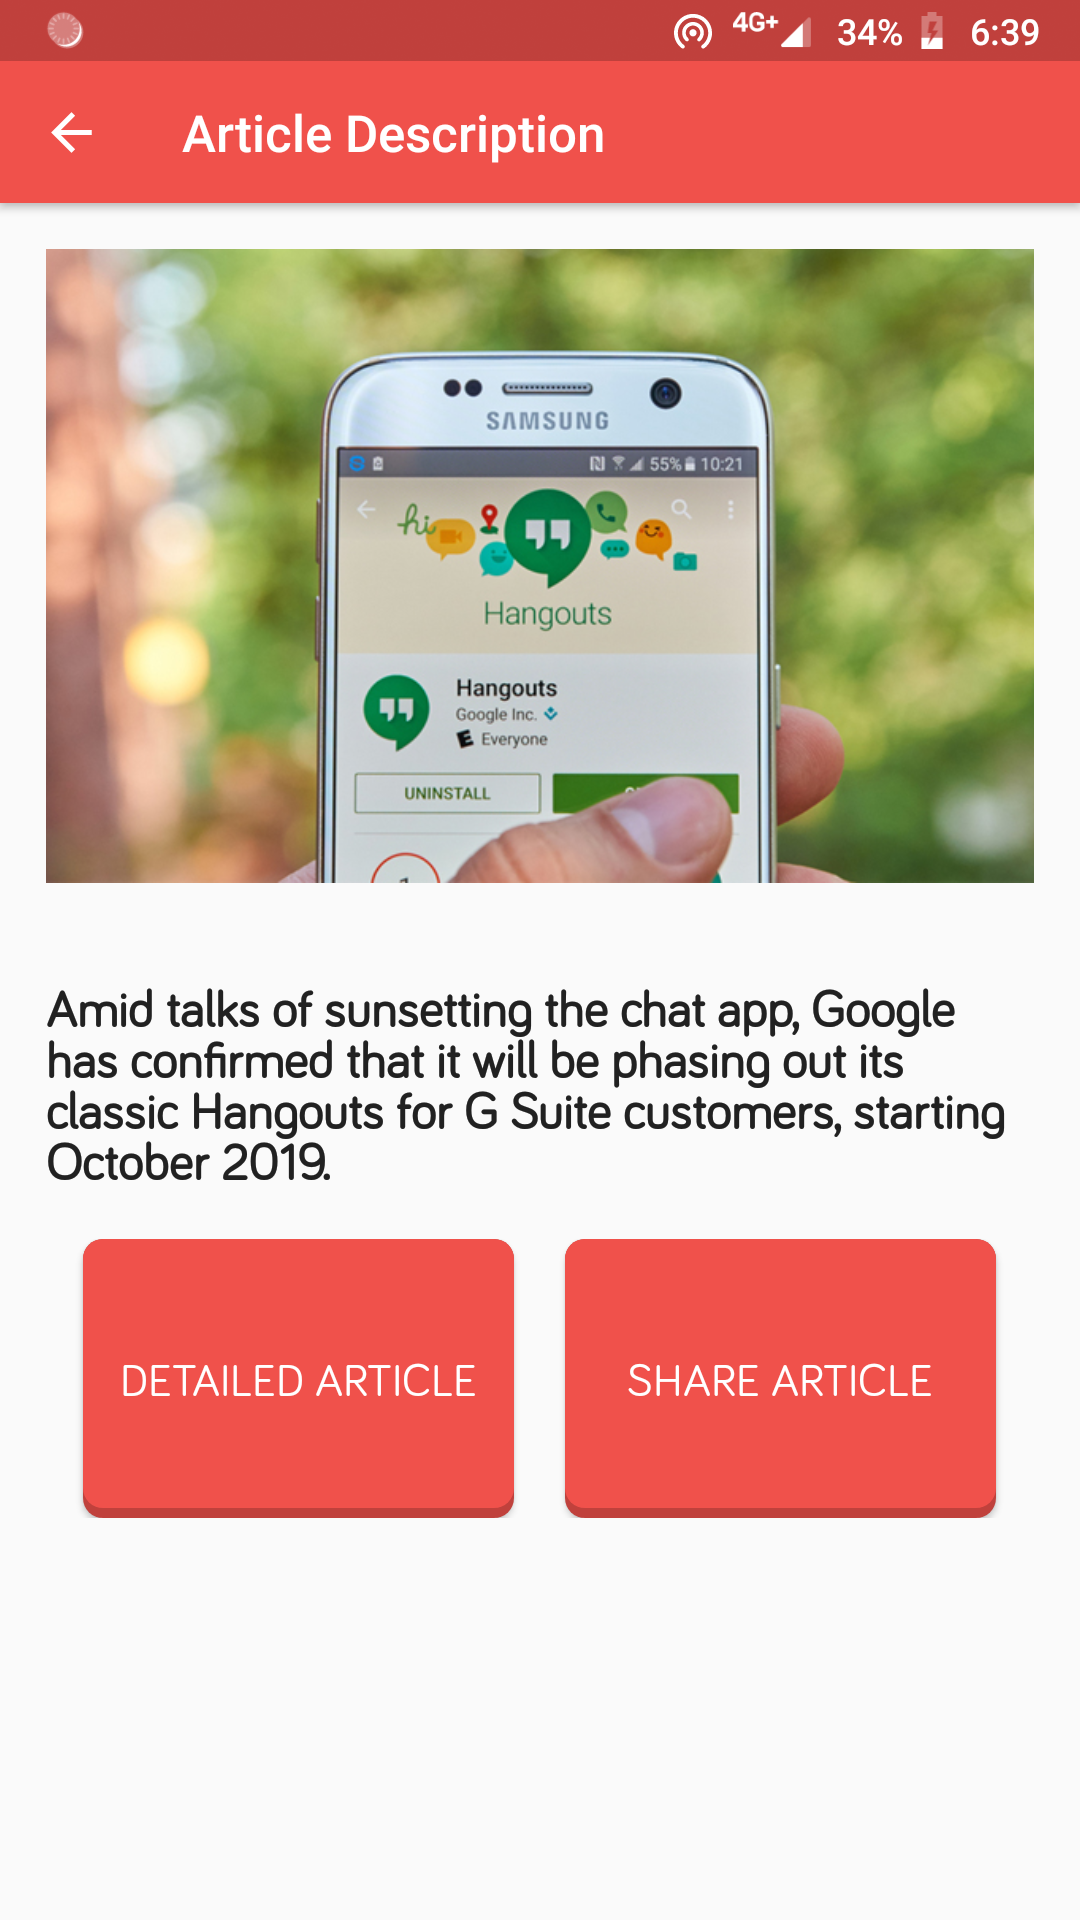 4G+ 34% 6:39
Article Description
SAMSUNG
55% 10:21
hi
Hangouts
Hangouts
Google Inc.
E Everyone
UNINSTALL
Amid talks of sunsetting the chat app, Google
has confirmed that it will be phasing out its
classic Hangouts for G Suite customers, starting
October 2019.
DETAILED ARTICLE SHARE ARTICLE